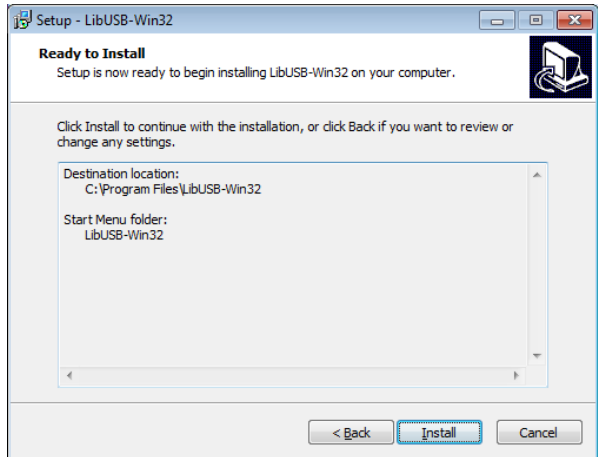 Setup - LibUSB-Win32
Ready to Install
Setup is now ready to begin installing LibUSB-Win32 on your computer.
Click Install to continue with the installation, or click Back if you want to review or
change any settings.
Destination location:
C:\Program Files\LibUSB-Win32
Start Menu folder:
LibUSB-Win32
< Back Install Cancel